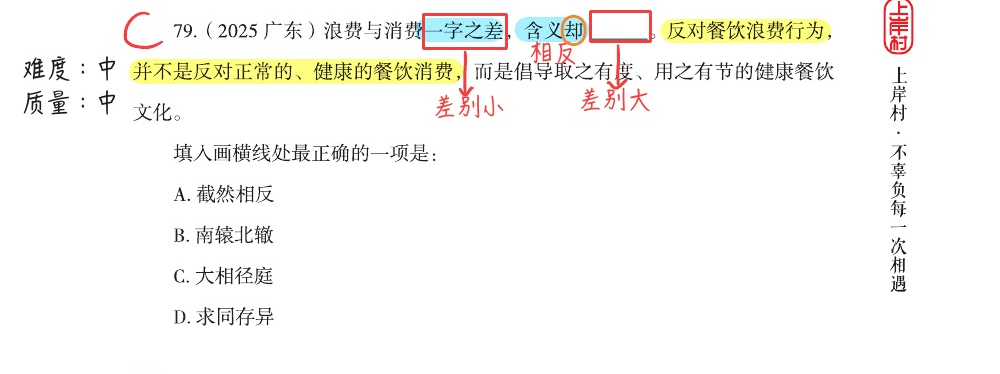 C
79.（2025 广东）浪费与消费一字之差，含义却______。反对餐饮浪费行为，
相反
难度：中
并不是反对正常的、健康的餐饮消费，而是倡导取之有度、用之有节的健康餐饮
质量：中
差别小
差别大
文化。
填入画横线处最正确的一项是：
A. 截然相反
B. 南辕北辙
C. 大相径庭
D. 求同存异
上岸村
上岸村·不辜负每一次相遇